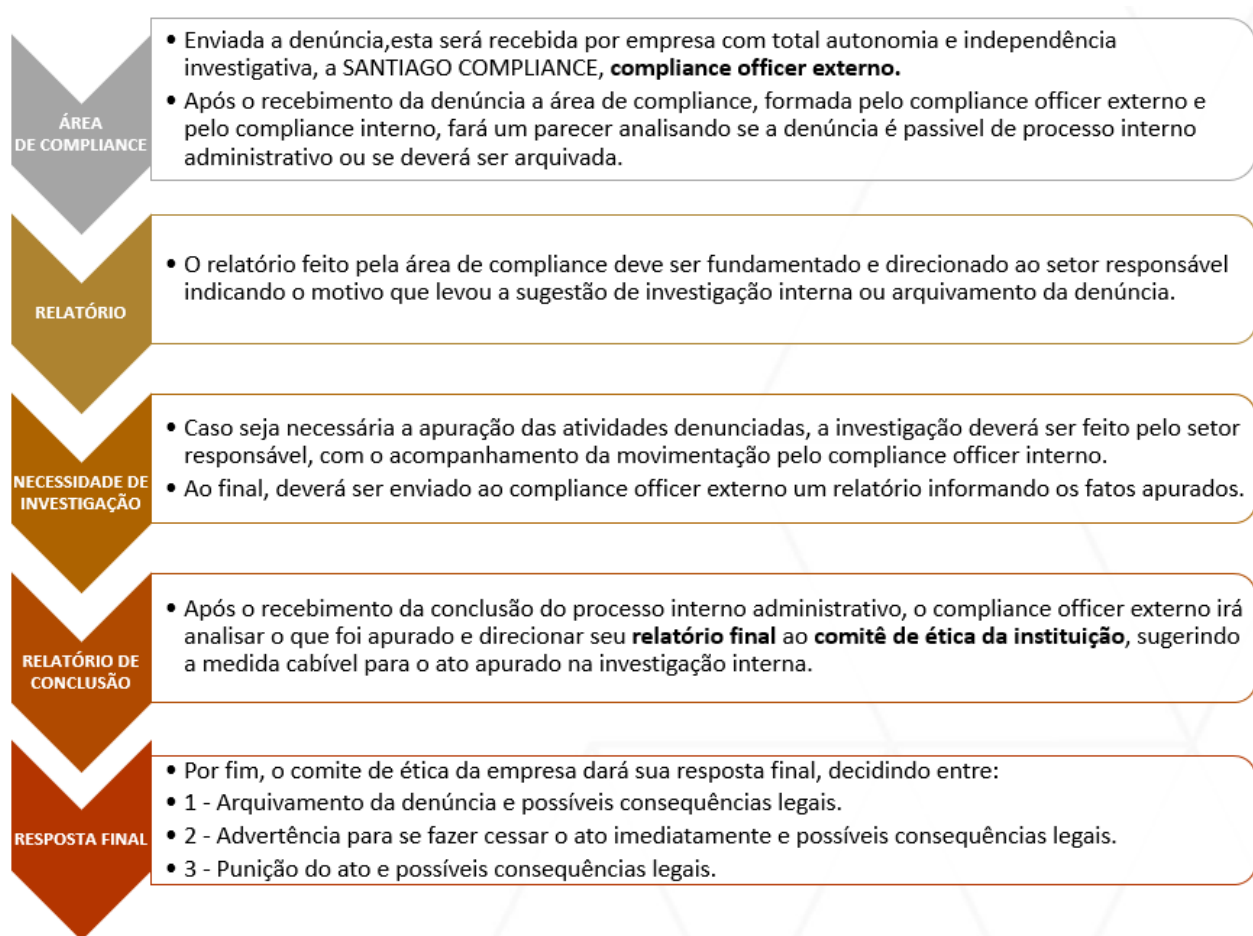 ÁREA
DE COMPLIANCE
• Enviada a denúncia,esta será recebida por empresa com total autonomia e independência
investigativa, a SANTIAGO COMPLIANCE, compliance officer externo.
• Após o recebimento da denúncia a área de compliance, formada pelo compliance officer externo e
pelo compliance interno, fará um parecer analisando se a denúncia é passivel de processo interno
administrativo ou se deverá ser arquivada.
RELATÓRIO
• O relatório feito pela área de compliance deve ser fundamentado e direcionado ao setor responsável
indicando o motivo que levou a sugestão de investigação interna ou arquivamento da denúncia.
NECESSIDADE DE
INVESTIGAÇÃO
• Caso seja necessária a apuração das atividades denunciadas, a investigação deverá ser feito pelo setor
responsável, com o acompanhamento da movimentação pelo compliance officer interno.
• Ao final, deverá ser enviado ao compliance officer externo um relatório informando os fatos apurados.
RELATÓRIO DE
CONCLUSÃO
• Após o recebimento da conclusão do processo interno administrativo, o compliance officer externo irá
analisar o que foi apurado e direcionar seu relatório final ao comitê de ética da instituição, sugerindo
a medida cabível para o ato apurado na investigação interna.
RESPOSTA FINAL
• Por fim, o comite de ética da empresa dará sua resposta final, decidindo entre:
• 1 - Arquivamento da denúncia e possíveis consequências legais.
• 2 - Advertência para se fazer cessar o ato imediatamente e possíveis consequências legais.
• 3 - Punição do ato e possíveis consequências legais.